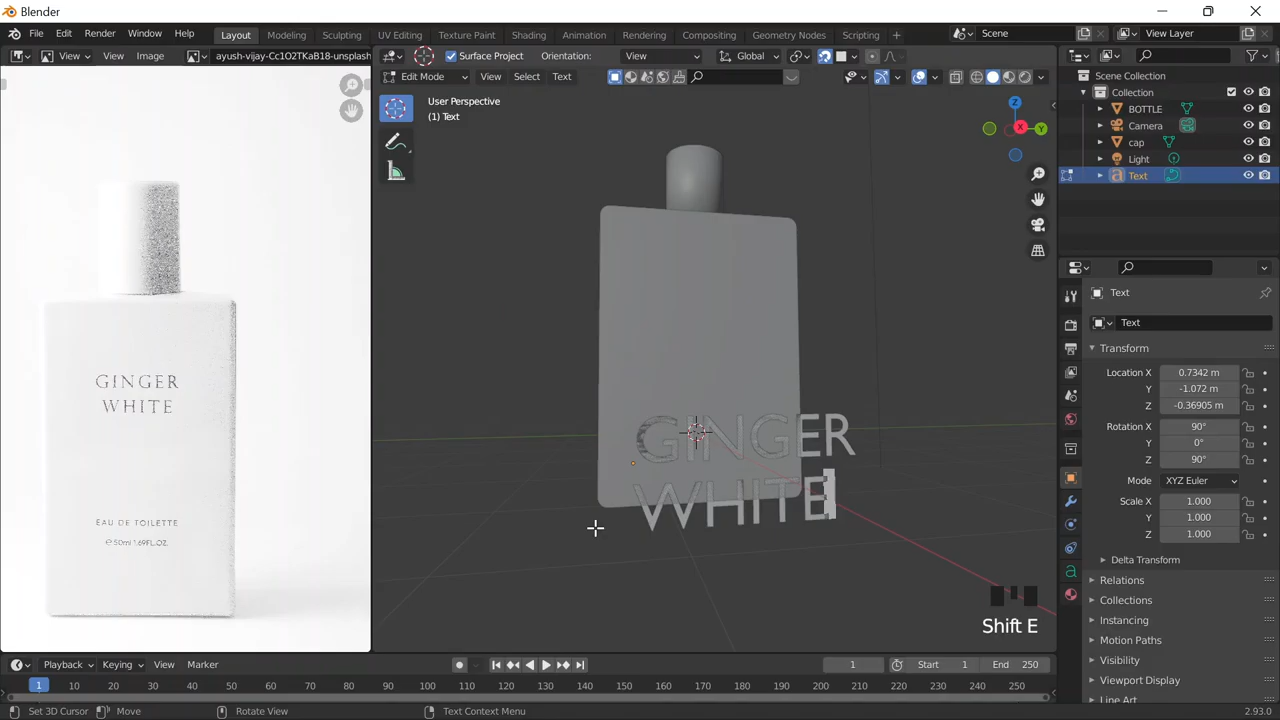 Blender
File Edit Render Window Help Layout Modeling Sculpting UV Editing Texture Paint Shading Animation Rendering Compositing Geometry Nodes Scripting + Scene View Layer
View View Image ayush-vijay-Cc1O2TKaB18-unsplash Surface Project Orientation: View Global
Edit Mode View Select Text
Scene Collection
Collection
BOTTLE
Camera
cap
Light
Text
User Perspective
(1) Text
Z
X
Y
GINGER
WHITE
EAU DE TOILETTE
℮50ml 1.69FL.OZ.
GINGER
WHITE
Shift E
Text
Text
Transform
Location X 0.7342 m
Y -1.072 m
Z -0.36905 m
Rotation X 90°
Y 0°
Z 90°
Mode XYZ Euler
Scale X 1.000
Y 1.000
Z 1.000
Delta Transform
Relations
Collections
Instancing
Motion Paths
Visibility
Viewport Display
Line Art
Playback Keying View Marker 1 Start 1 End 250
1 10 20 30 40 50 60 70 80 90 100 110 120 130 140 150 160 170 180 190 200 210 220 230 240 250
Set 3D Cursor Move Rotate View Text Context Menu 2.93.0